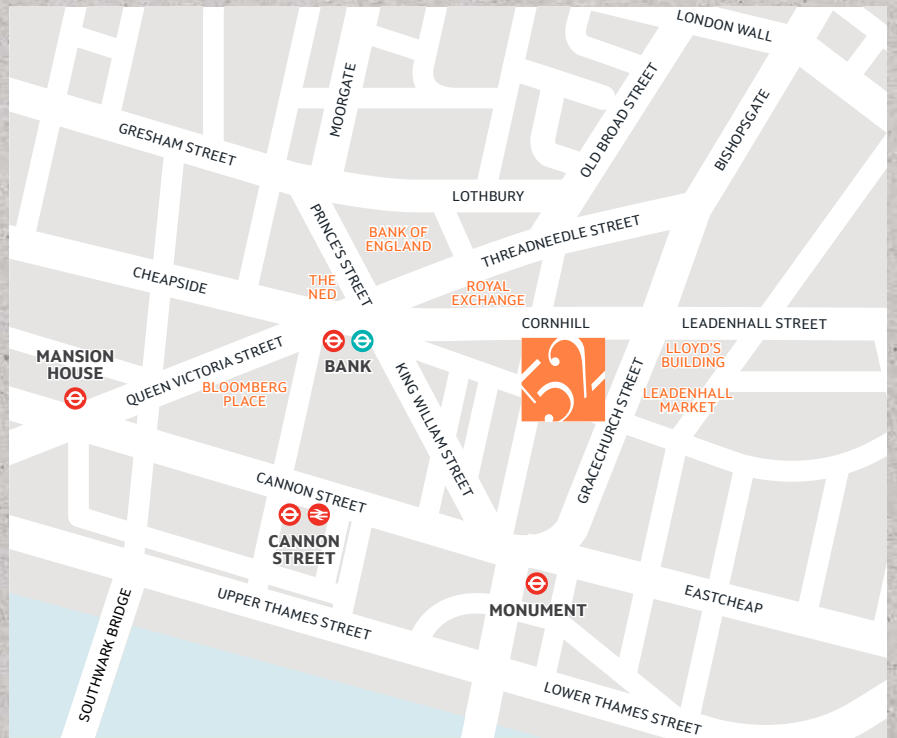 LONDON WALL
MOORGATE
OLD BROAD STREET
BISHOPSGATE
GRESHAM STREET
LOTHBURY
PRINCE'S STREET
BANK OF
ENGLAND
THREADNEEDLE STREET
CHEAPSIDE
THE
NED
ROYAL
EXCHANGE
CORNHILL
LEADENHALL STREET
MANSION
HOUSE
QUEEN VICTORIA STREET
BANK
52
LLOYD'S
BUILDING
BLOOMBERG
PLACE
KING WILLIAM STREET
GRACECHURCH STREET
LEADENHALL
MARKET
CANNON STREET
CANNON
STREET
MONUMENT
EASTCHEAP
UPPER THAMES STREET
SOUTHWARK BRIDGE
LOWER THAMES STREET